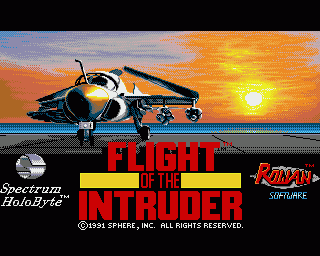 FLIGHT
OF THE
INTRUDER
Spectrum
HoloByte™
ROWAN™
SOFTWARE
©1991 SPHERE, INC. ALL RIGHTS RESERVED.